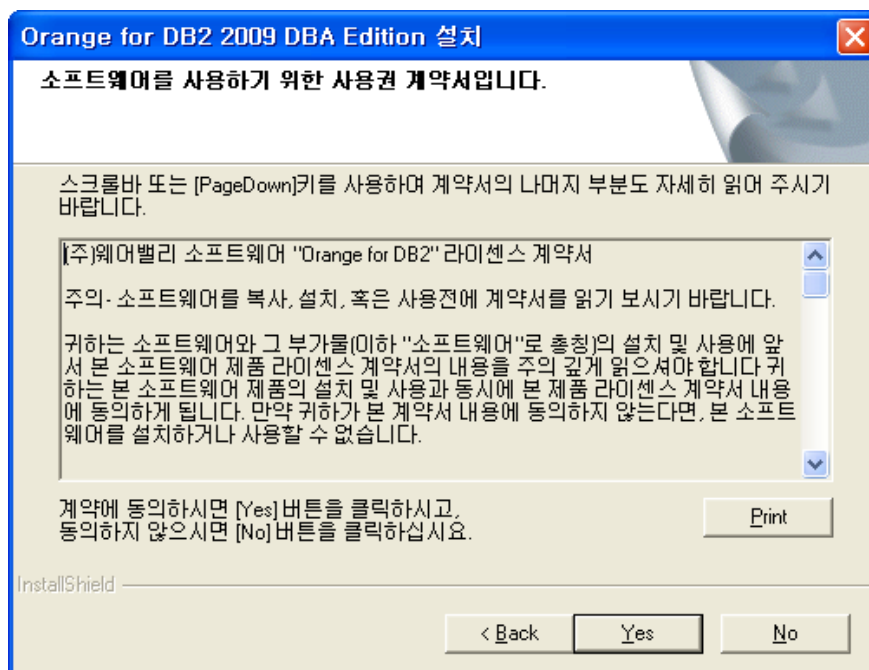 Orange for DB2 2009 DBA Edition 설치
소프트웨어를 사용하기 위한 사용권 계약서입니다.
스크롤바 또는 [PageDown]키를 사용하여 계약서의 나머지 부분도 자세히 읽어 주시기
바랍니다.
(주)웨어밸리 소프트웨어 "Orange for DB2" 라이센스 계약서
주의- 소프트웨어를 복사, 설치, 혹은 사용전에 계약서를 읽기 보시기 바랍니다.
귀하는 소프트웨어와 그 부가물(이하 "소프트웨어"로 총칭)의 설치 및 사용에 앞
서 본 소프트웨어 제품 라이센스 계약서의 내용을 주의 깊게 읽으셔야 합니다 귀
하는 본 소프트웨어 제품의 설치 및 사용과 동시에 본 제품 라이센스 계약서 내용
에 동의하게 됩니다. 만약 귀하가 본 계약서 내용에 동의하지 않는다면, 본 소프트
웨어를 설치하거나 사용할 수 없습니다.
계약에 동의하시면 [Yes] 버튼을 클릭하시고,
동의하지 않으시면 [No] 버튼을 클릭하십시요.
Print
InstallShield
< Back
Yes
No